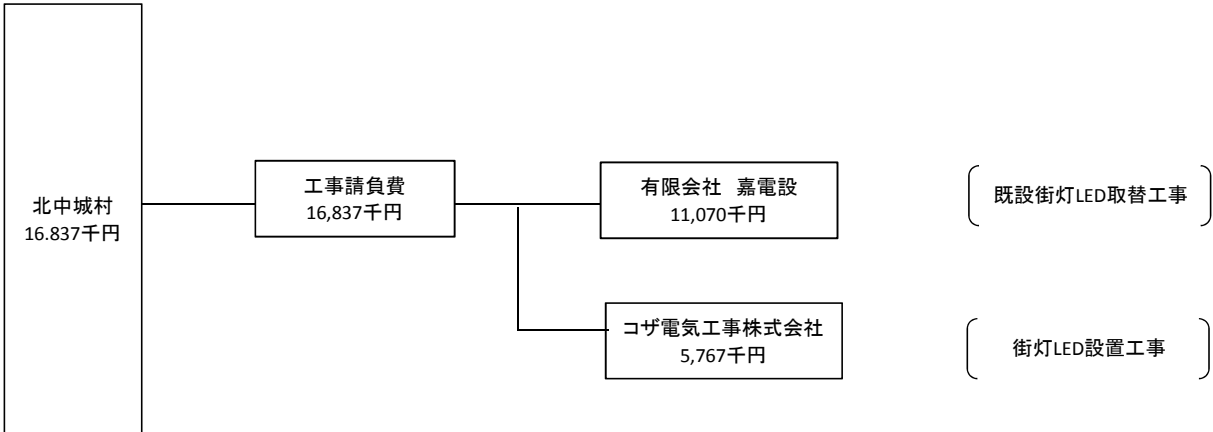 北中城村
16.837千円
工事請負費
16,837千円
有限会社　嘉電設
11,070千円
既設街灯LED取替工事
コザ電気工事株式会社
5,767千円
街灯LED設置工事